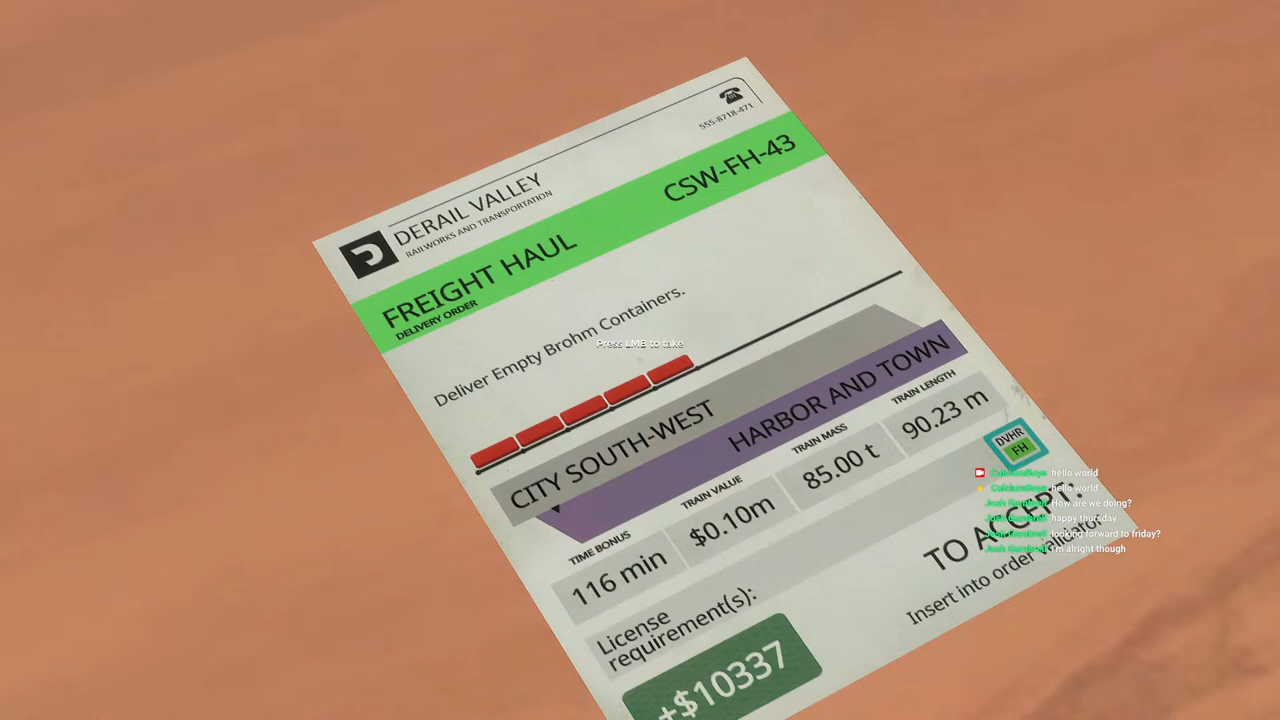 555-8718-471
DERAIL VALLEY
RAILWORKS AND TRANSPORTATION
FREIGHT HAUL
CSW-FH-43
DELIVERY ORDER
Deliver Empty Brohm Containers.
Press LMB to take
CITY SOUTH-WEST
HARBOR AND TOWN
TIME BONUS
116 min
TRAIN VALUE
$0.10m
TRAIN MASS
85.00 t
TRAIN LENGTH
90.23 m
License
requirement(s):
DVHR
FH
+$10337
TO ACCEPT:
Insert into order validator
hello world
hello world
How are we doing?
happy thursday
looking forward to friday?
I'm alright though